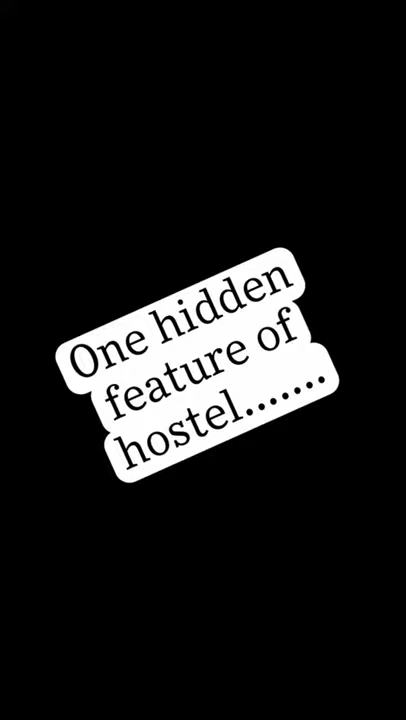 One hidden
feature of
hostel.......